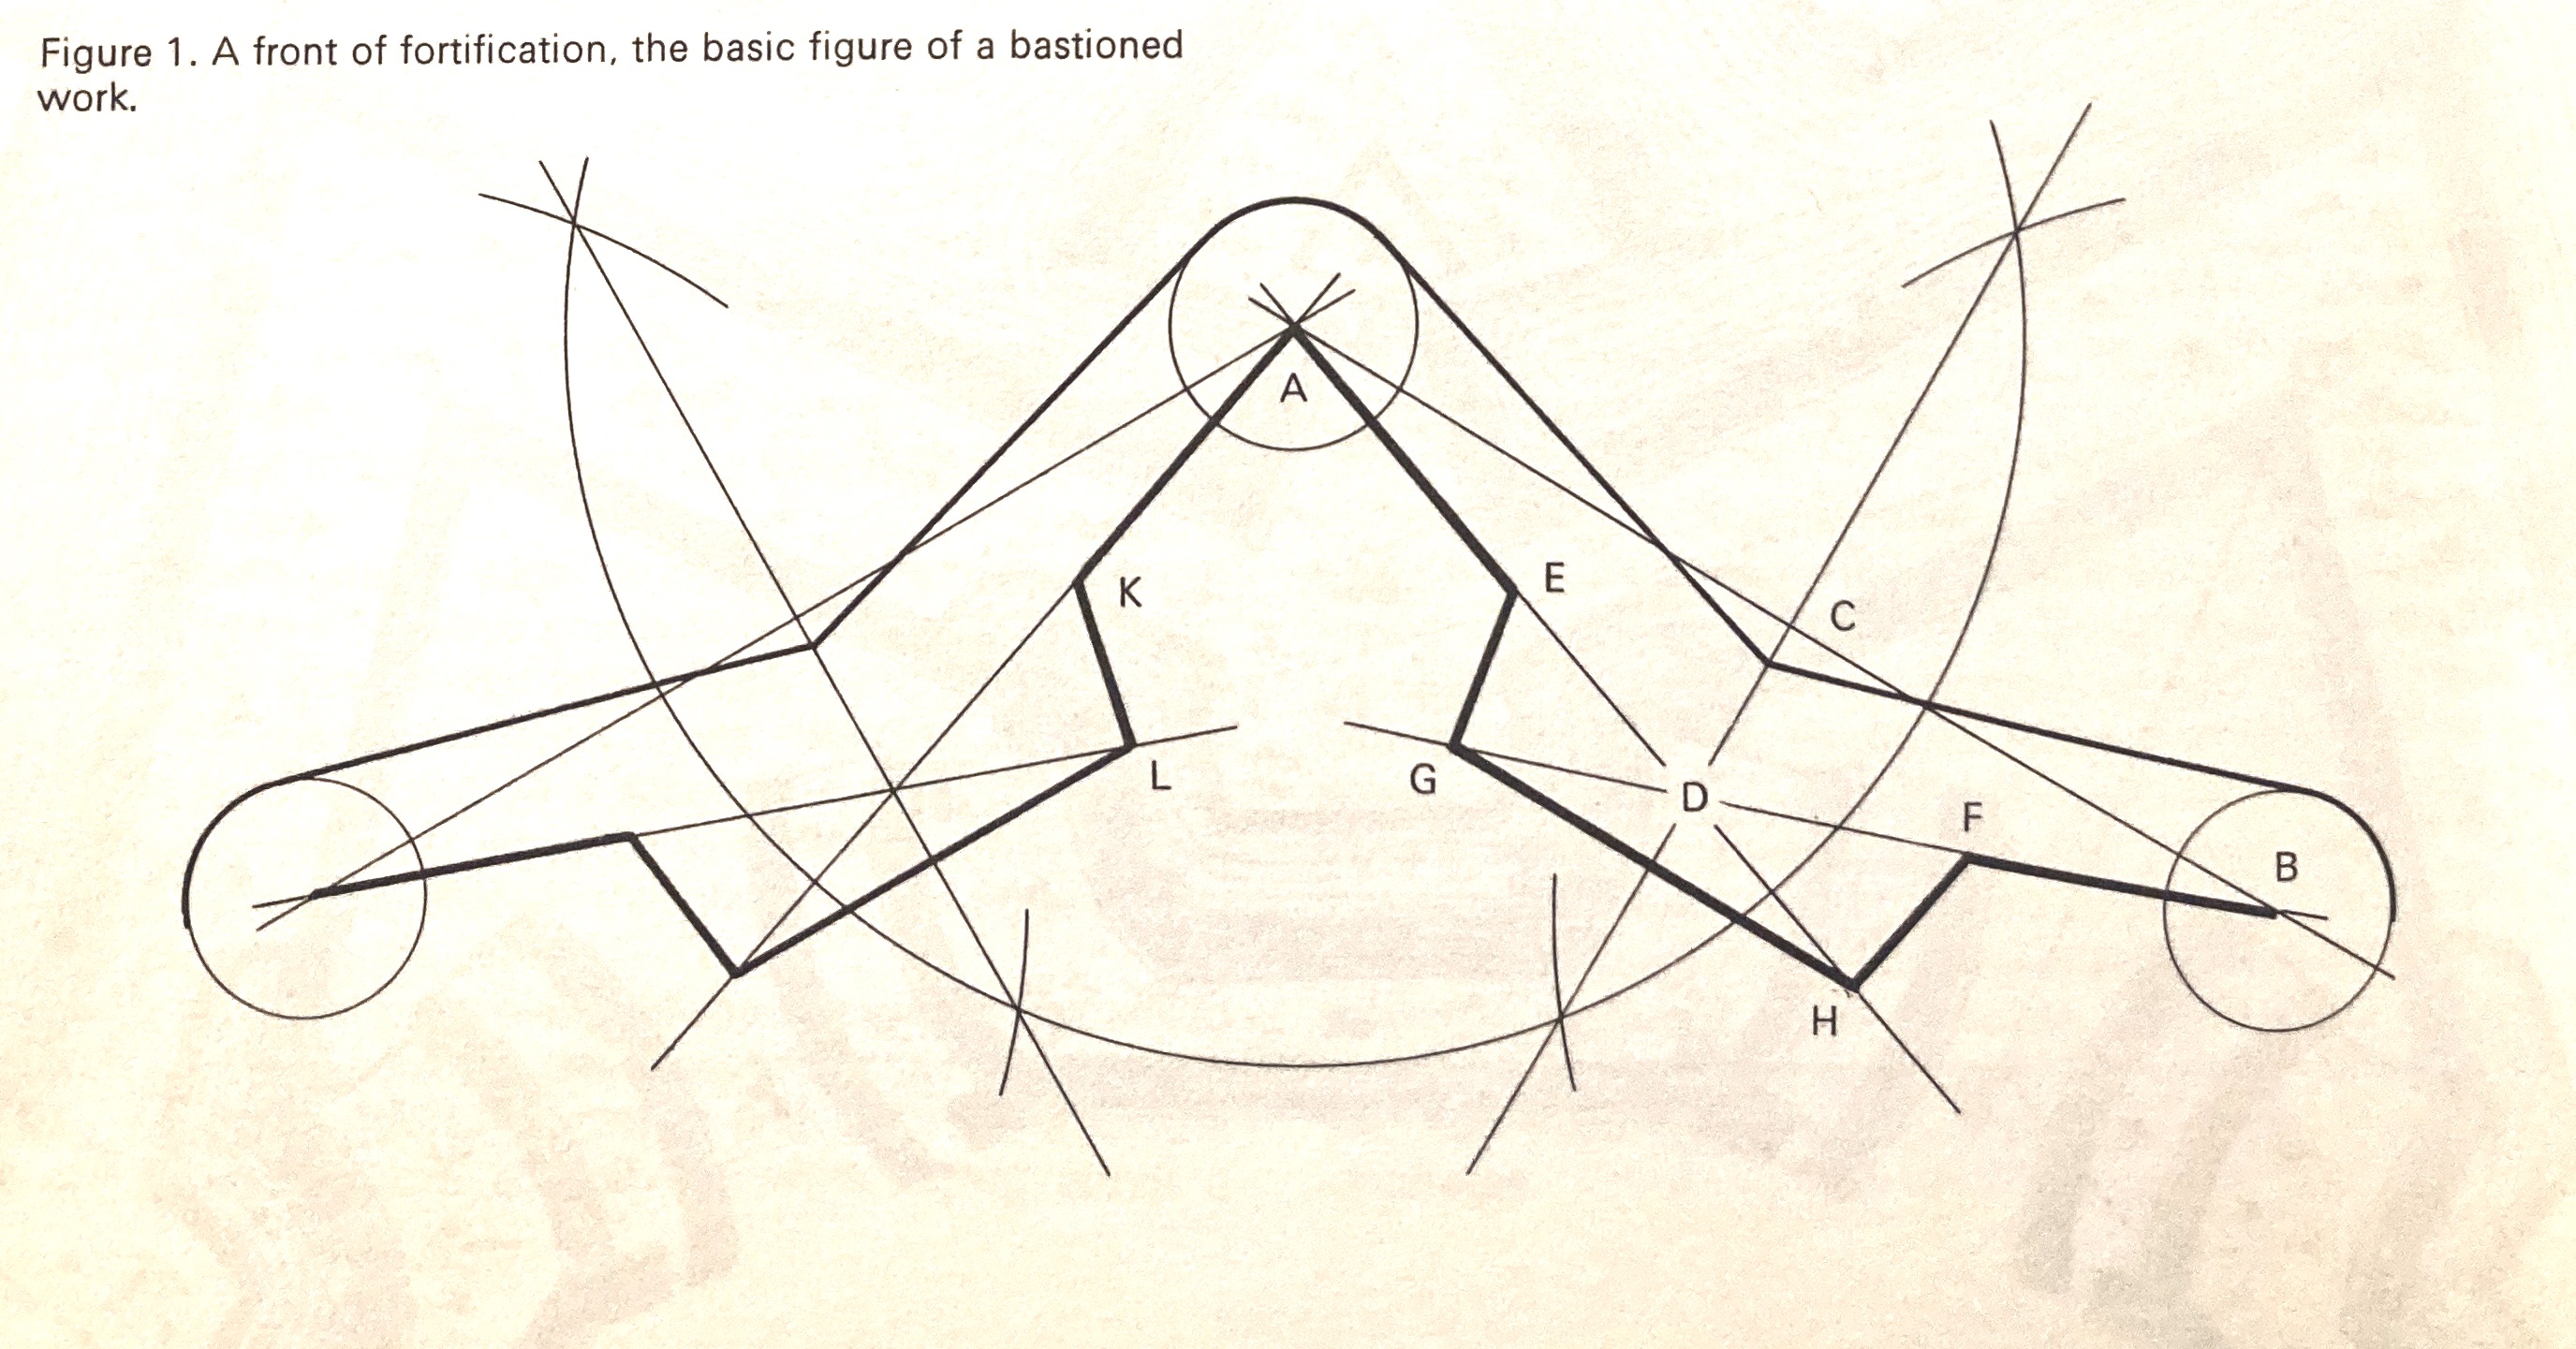 Figure 1. A front of fortification, the basic figure of a bastioned
work.
A
K
E
C
L
G
D
F
B
H